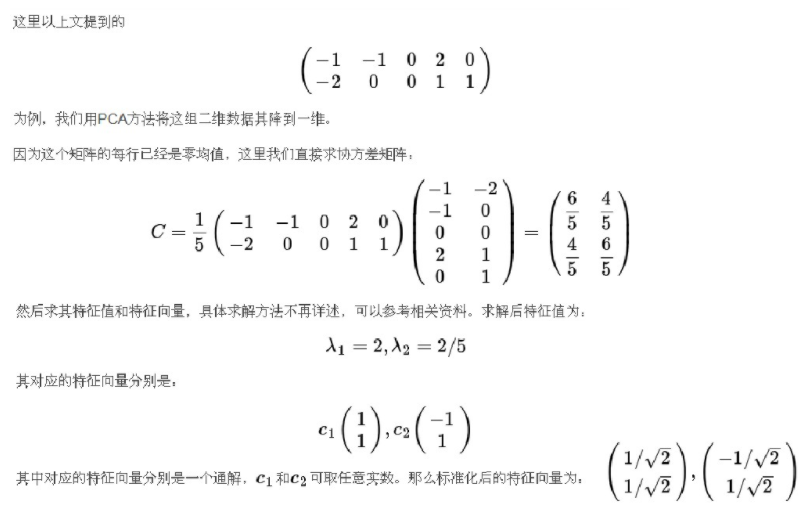 这里以上文提到的
$$\begin{pmatrix} -1 & -1 & 0 & 2 & 0 \\ -2 & 0 & 0 & 1 & 1 \end{pmatrix}$$
为例，我们用PCA方法将这组二维数据其降到一维。
因为这个矩阵的每行已经是零均值，这里我们直接求协方差矩阵：
$$C = \frac{1}{5} \begin{pmatrix} -1 & -1 & 0 & 2 & 0 \\ -2 & 0 & 0 & 1 & 1 \end{pmatrix} \begin{pmatrix} -1 & -2 \\ -1 & 0 \\ 0 & 0 \\ 2 & 1 \\ 0 & 1 \end{pmatrix} = \begin{pmatrix} \frac{6}{5} & \frac{4}{5} \\ \frac{4}{5} & \frac{6}{5} \end{pmatrix}$$
然后求其特征值和特征向量，具体求解方法不再详述，可以参考相关资料。求解后特征值为：
$$\lambda_1 = 2, \lambda_2 = 2/5$$
其对应的特征向量分别是：
$$c_1 \begin{pmatrix} 1 \\ 1 \end{pmatrix}, c_2 \begin{pmatrix} -1 \\ 1 \end{pmatrix}$$
其中对应的特征向量分别是一个通解，$c_1$ 和 $c_2$ 可取任意实数。那么标准化后的特征向量为： $\begin{pmatrix} 1/\sqrt{2} \\ 1/\sqrt{2} \end{pmatrix}, \begin{pmatrix} -1/\sqrt{2} \\ 1/\sqrt{2} \end{pmatrix}$